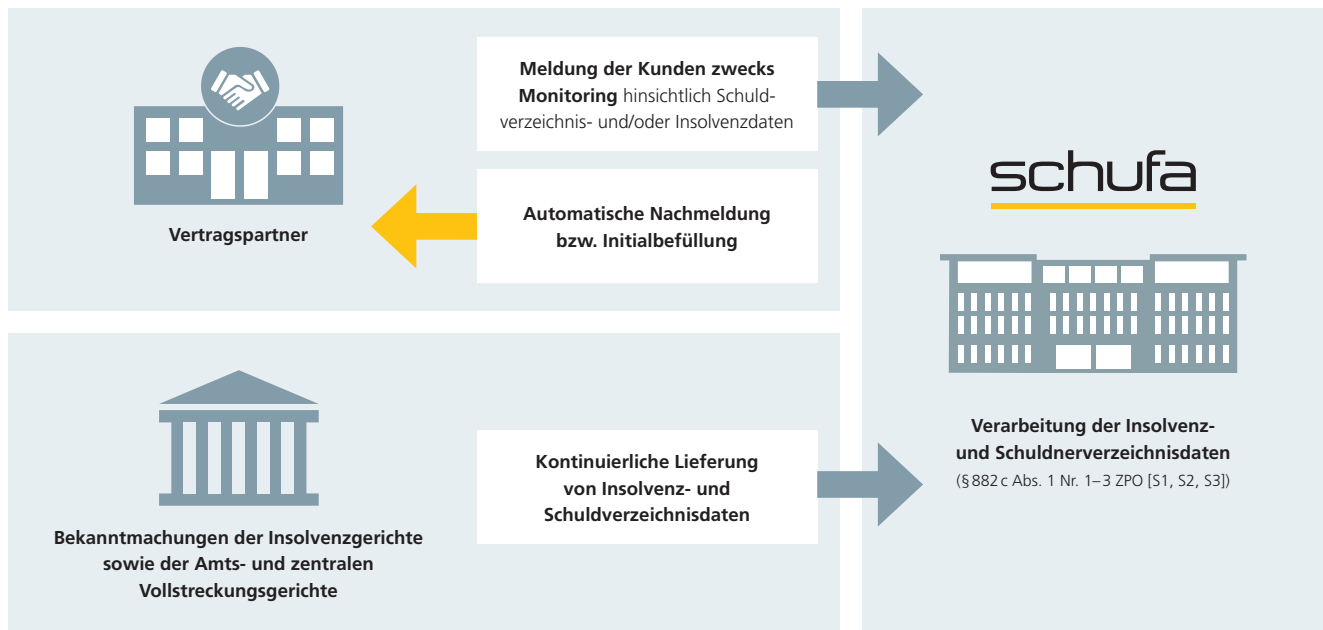 Meldung der Kunden zwecks
Monitoring hinsichtlich Schuld-
verzeichnis- und/oder Insolvenzdaten
Vertragspartner
Automatische Nachmeldung
bzw. Initialbefüllung
schufa
Bekanntmachungen der Insolvenzgerichte
sowie der Amts- und zentralen
Vollstreckungsgerichte
Kontinuierliche Lieferung
von Insolvenz- und
Schuldverzeichnisdaten
Verarbeitung der Insolvenz-
und Schuldnerverzeichnisdaten
(§ 882 c Abs. 1 Nr. 1–3 ZPO [S1, S2, S3])